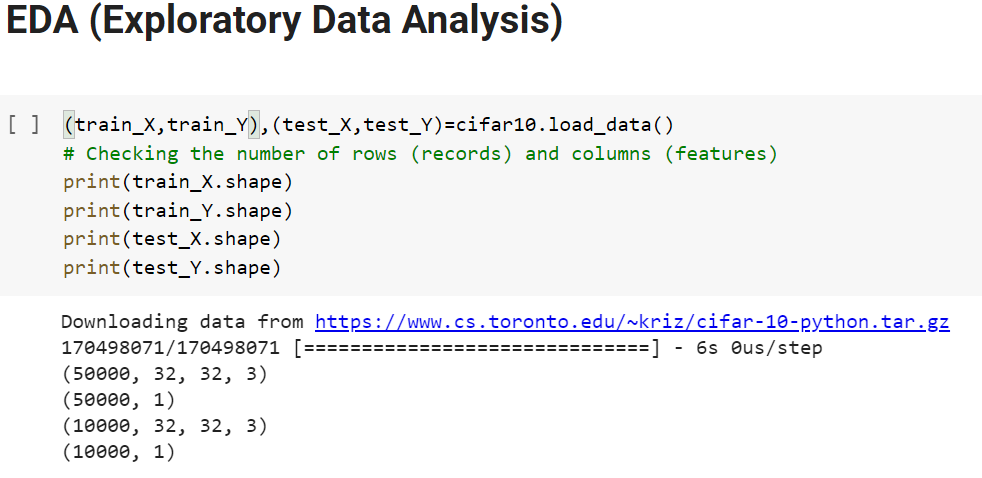 EDA (Exploratory Data Analysis)
[ ] (train_X,train_Y),(test_X,test_Y)=cifar10.load_data()
# Checking the number of rows (records) and columns (features)
print(train_X.shape)
print(train_Y.shape)
print(test_X.shape)
print(test_Y.shape)
Downloading data from https://www.cs.toronto.edu/~kriz/cifar-10-python.tar.gz
170498071/170498071 [==============================] - 6s 0us/step
(50000, 32, 32, 3)
(50000, 1)
(10000, 32, 32, 3)
(10000, 1)